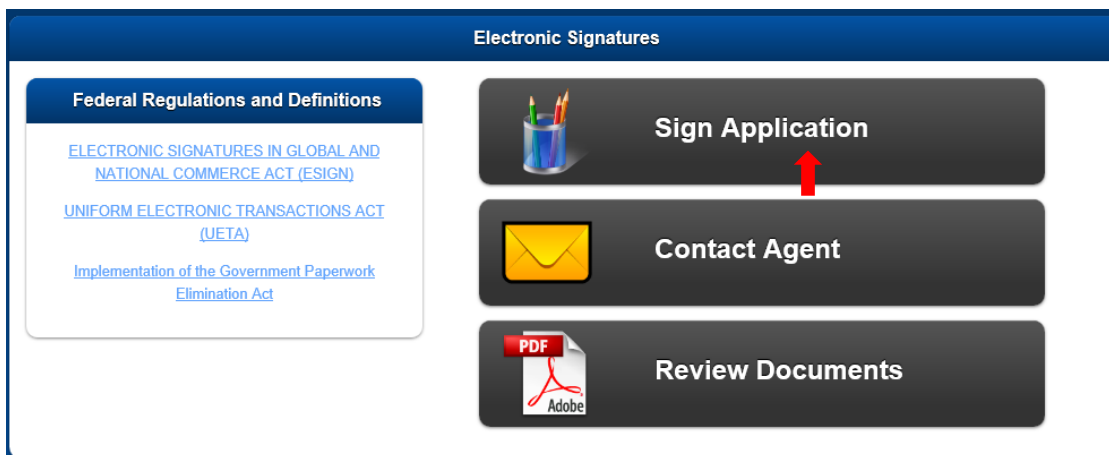 Electronic Signatures
Federal Regulations and Definitions
ELECTRONIC SIGNATURES IN GLOBAL AND
NATIONAL COMMERCE ACT (ESIGN)
UNIFORM ELECTRONIC TRANSACTIONS ACT
(UETA)
Implementation of the Government Paperwork
Elimination Act
Sign Application
Contact Agent
PDF
Adobe
Review Documents